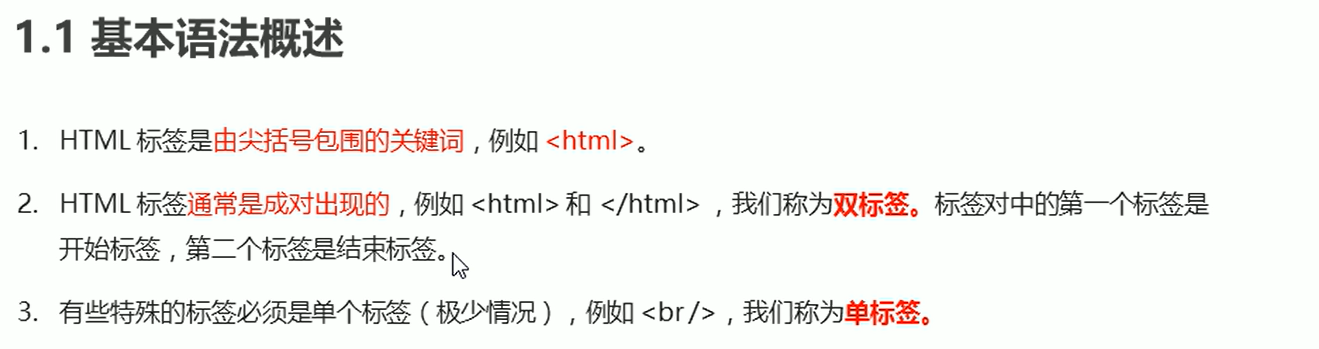 1.1 基本语法概述
1. HTML 标签是由尖括号包围的关键词，例如 <html>。
2. HTML 标签通常是成对出现的，例如 <html> 和 </html> ，我们称为双标签。标签对中的第一个标签是
开始标签，第二个标签是结束标签。
3. 有些特殊的标签必须是单个标签（极少情况），例如 <br/>，我们称为单标签。